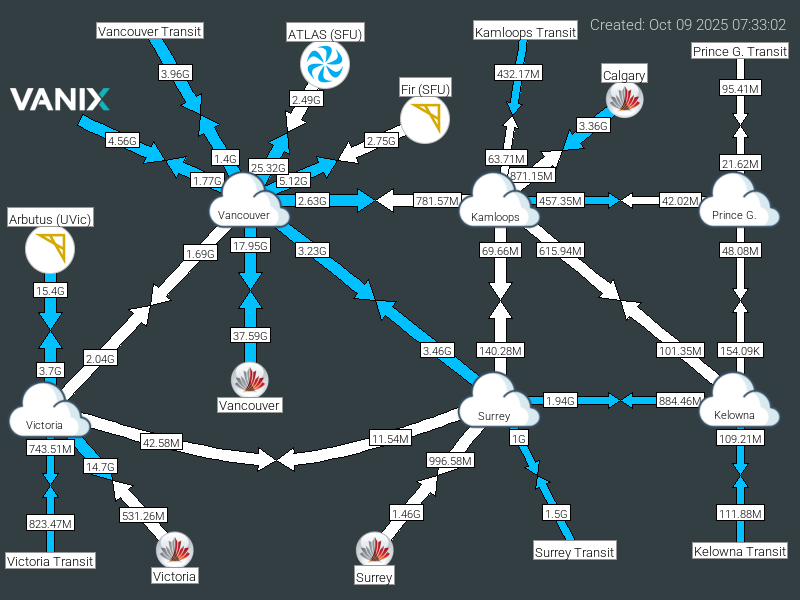 Created: Oct 09 2025 07:33:02
Vancouver Transit
ATLAS (SFU)
Kamloops Transit
Prince G. Transit
3.96G
432.17M
Calgary
95.41M
VANIX
2.49G
Fir (SFU)
3.36G
4.56G
2.75G
1.4G
63.71M
21.62M
25.32G
871.15M
1.77G
5.12G
2.63G
781.57M
457.35M
42.02M
Arbutus (UVic)
Vancouver
Kamloops
Prince G.
1.69G
17.95G
3.23G
69.66M
615.94M
48.08M
15.4G
37.59G
2.04G
3.46G
140.28M
101.35M
154.09K
3.7G
Vancouver
1.94G
884.46M
Victoria
Surrey
Kelowna
743.51M
42.58M
11.54M
1G
109.21M
14.7G
996.58M
823.47M
531.26M
1.46G
1.5G
111.88M
Victoria Transit
Victoria
Surrey
Surrey Transit
Kelowna Transit